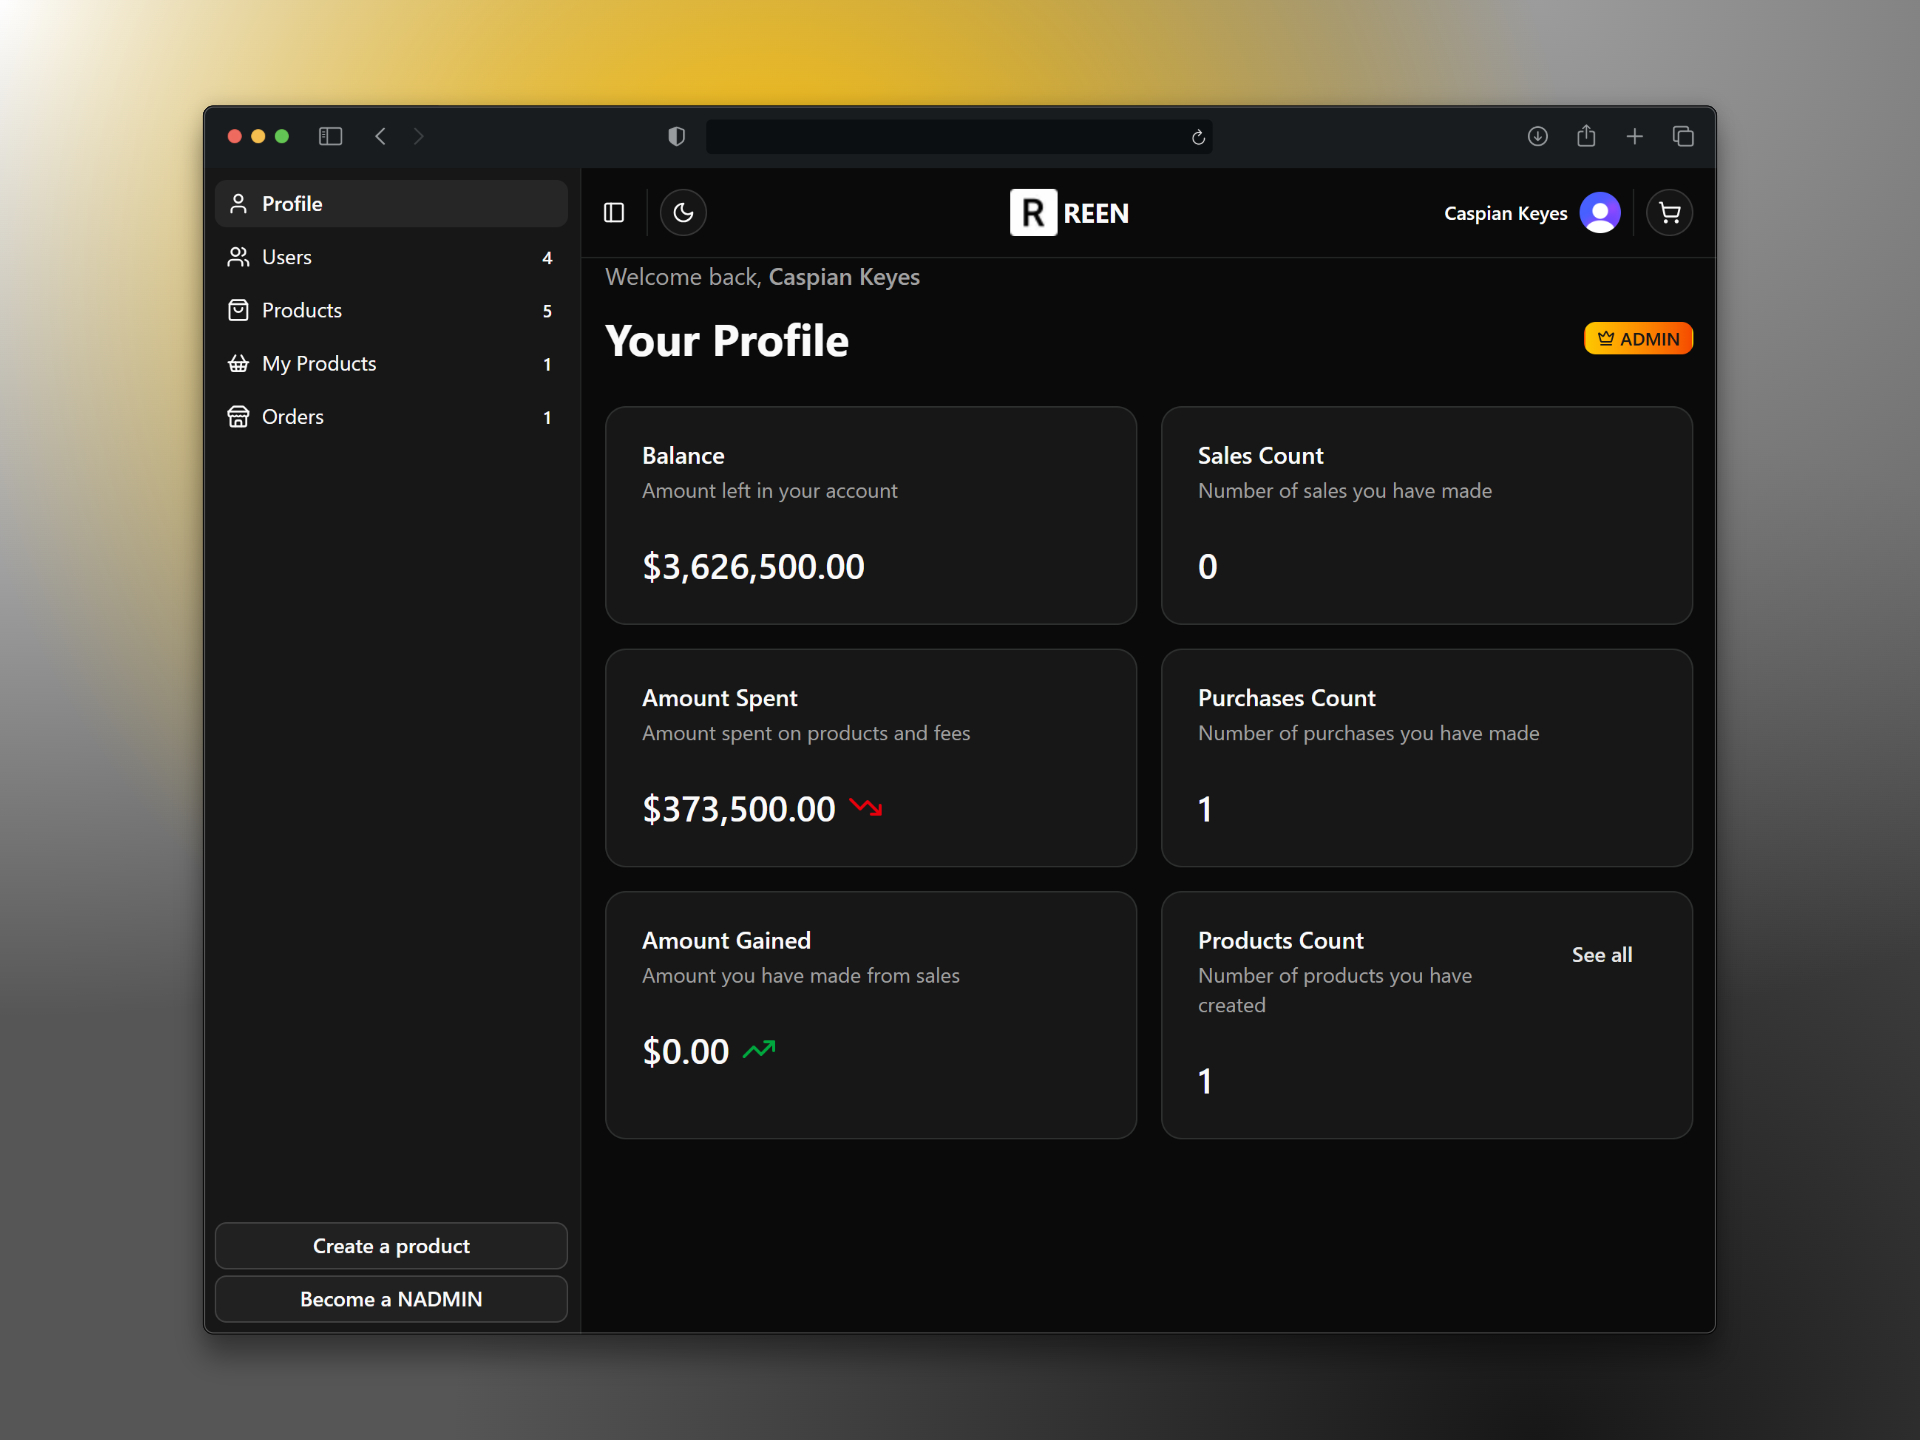 Profile
Users 4
Products 5
My Products 1
Orders 1
Create a product
Become a NADMIN
R REEN
Caspian Keyes
Welcome back, Caspian Keyes
Your Profile
ADMIN
Balance
Amount left in your account
$3,626,500.00
Sales Count
Number of sales you have made
0
Amount Spent
Amount spent on products and fees
$373,500.00
Purchases Count
Number of purchases you have made
1
Amount Gained
Amount you have made from sales
$0.00
Products Count
Number of products you have
created
See all
1